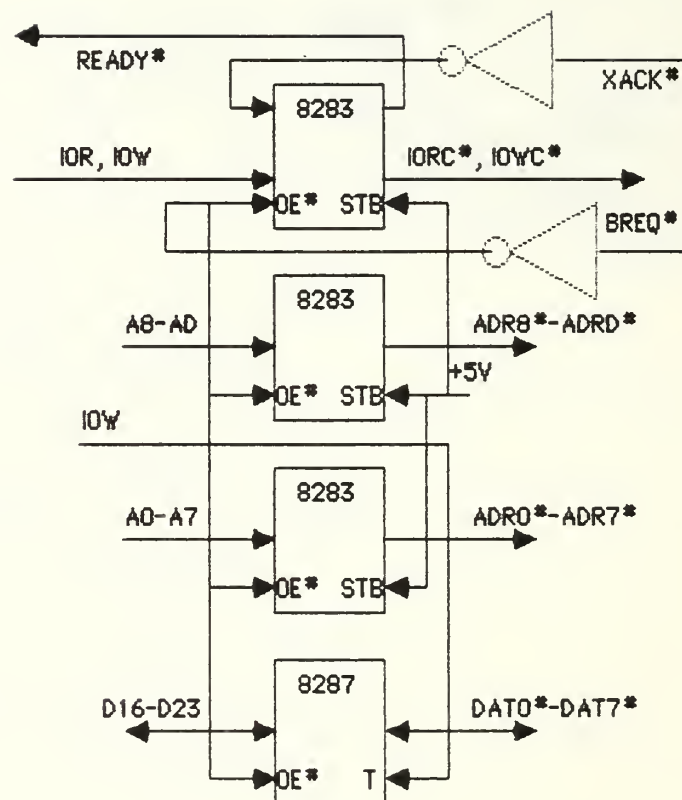 READY*
XACK*
8283
IOR, IOW
IORC*, IOWC*
OE* STB
BREQ*
8283
A8-AD
ADR8*-ADRD*
+5V
OE* STB
IOW
8283
A0-A7
ADR0*-ADR7*
OE* STB
8287
D16-D23
DAT0*-DAT7*
OE* T